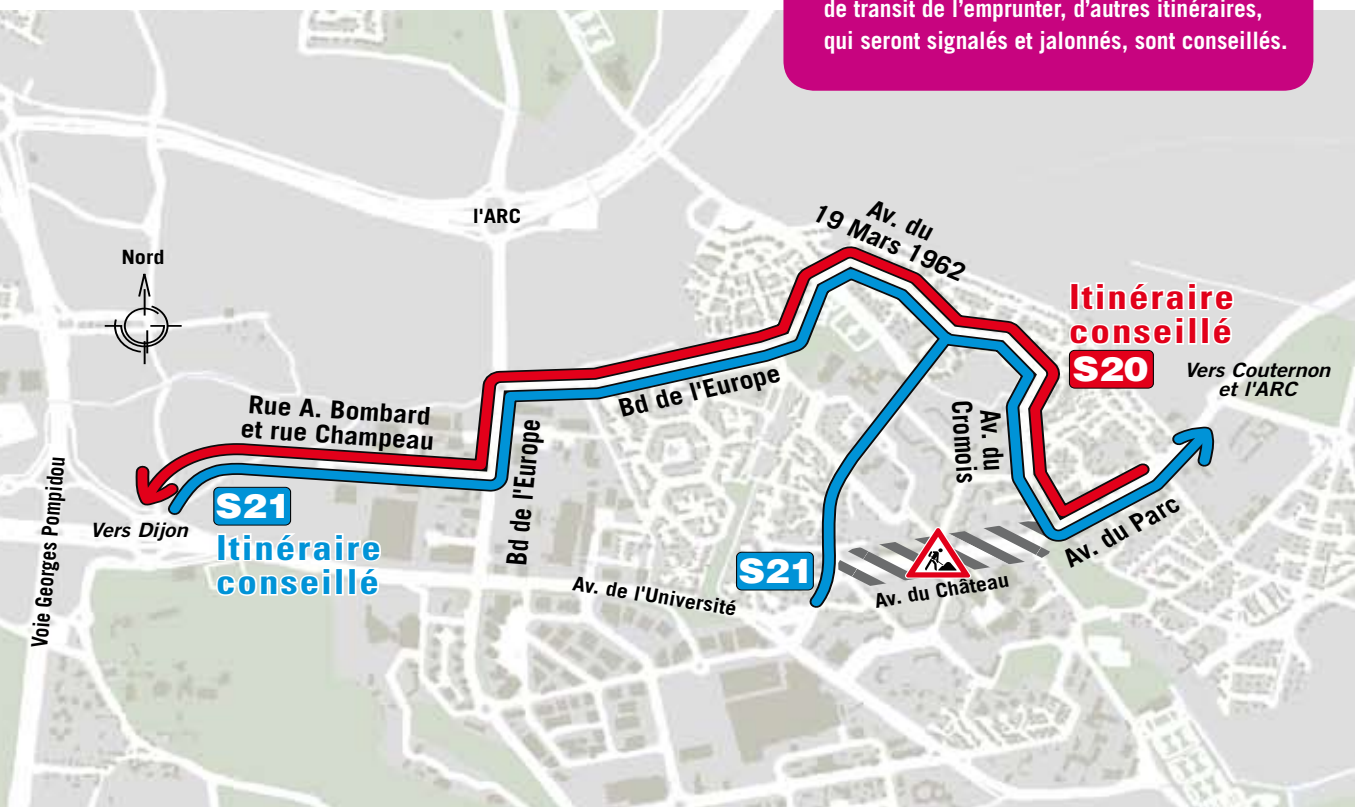 de transit de l’emprunter, d’autres itinéraires,
qui seront signalés et jalonnés, sont conseillés.
l'ARC
Nord
Av. du
19 Mars 1962
Itinéraire
conseillé
S20
Vers Couternon
et l'ARC
Rue A. Bombard
et rue Champeau
Bd de l'Europe
Bd de l'Europe
Av. du
Cromois
Voie Georges Pompidou
Vers Dijon
S21
Itinéraire
conseillé
S21
Av. de l'Université
Av. du Château
Av. du Parc